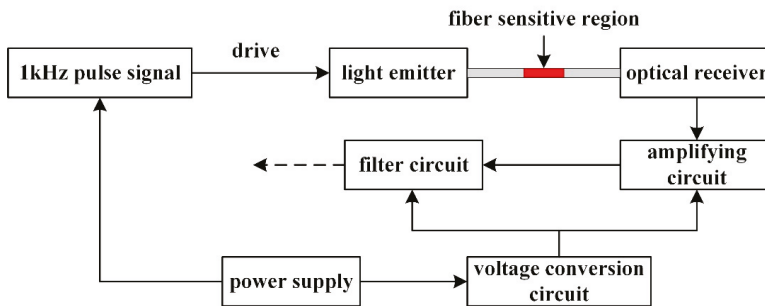 fiber sensitive region
drive
1kHz pulse signal
light emitter
optical receiver
filter circuit
amplifying
circuit
power supply
voltage conversion
circuit